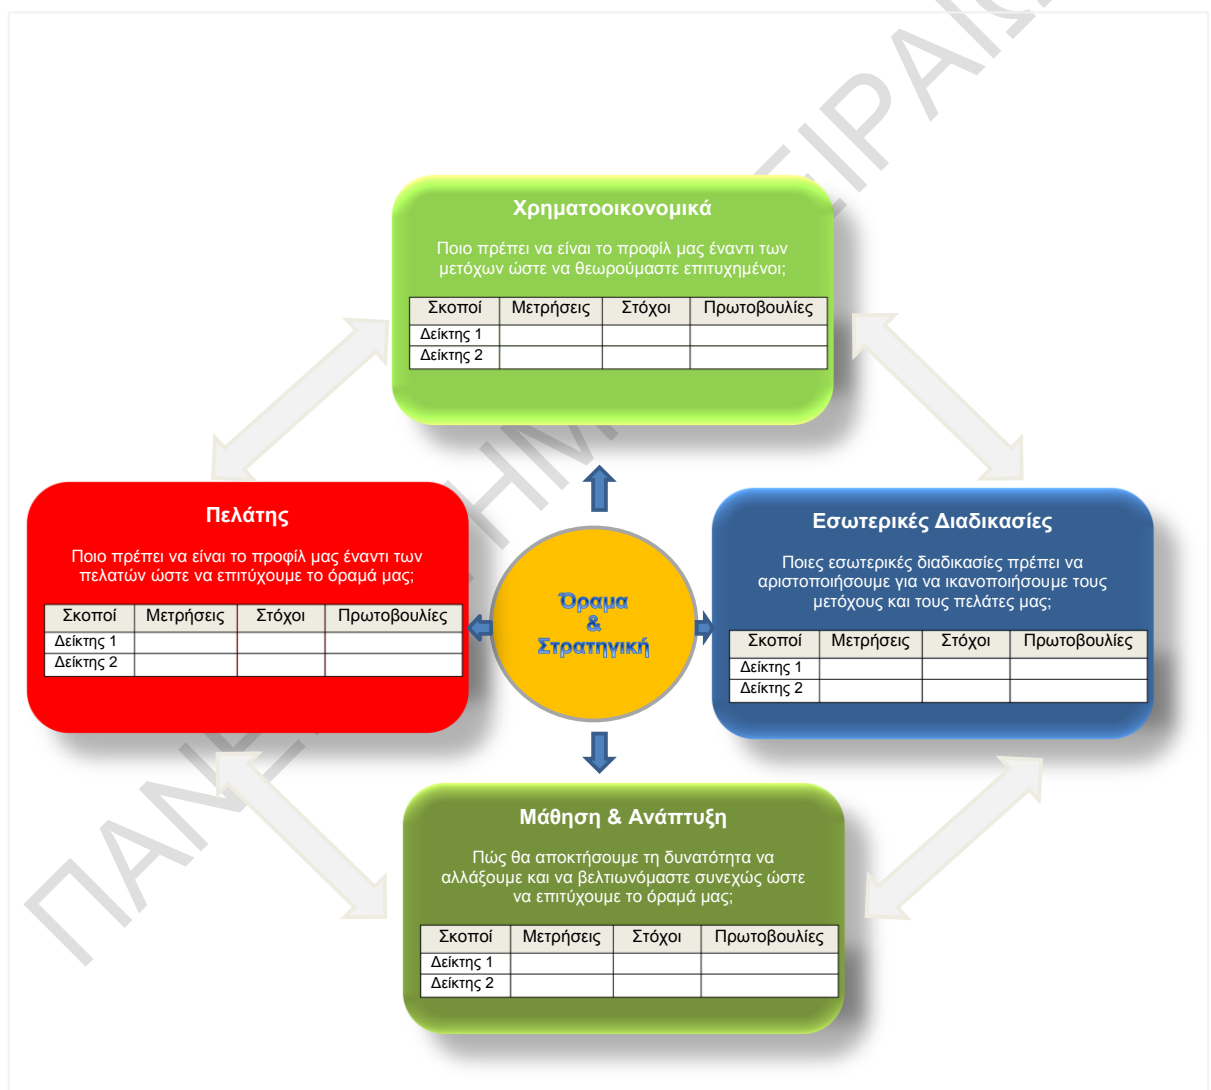 Χρηματοοικονομικά
Ποιο πρέπει να είναι το προφίλ μας έναντι των
μετόχων ώστε να θεωρούμαστε επιτυχημένοι;
Σκοποί Μετρήσεις Στόχοι Πρωτοβουλίες
Δείκτης 1
Δείκτης 2
Πελάτης
Ποιο πρέπει να είναι το προφίλ μας έναντι των
πελατών ώστε να επιτύχουμε το όραμά μας;
Σκοποί Μετρήσεις Στόχοι Πρωτοβουλίες
Δείκτης 1
Δείκτης 2
Όραμα
&
Στρατηγική
Εσωτερικές Διαδικασίες
Ποιες εσωτερικές διαδικασίες πρέπει να
αριστοποιήσουμε για να ικανοποιήσουμε τους
μετόχους και τους πελάτες μας;
Σκοποί Μετρήσεις Στόχοι Πρωτοβουλίες
Δείκτης 1
Δείκτης 2
Μάθηση & Ανάπτυξη
Πώς θα αποκτήσουμε τη δυνατότητα να
αλλάξουμε και να βελτιωνόμαστε συνεχώς ώστε
να επιτύχουμε το όραμά μας;
Σκοποί Μετρήσεις Στόχοι Πρωτοβουλίες
Δείκτης 1
Δείκτης 2